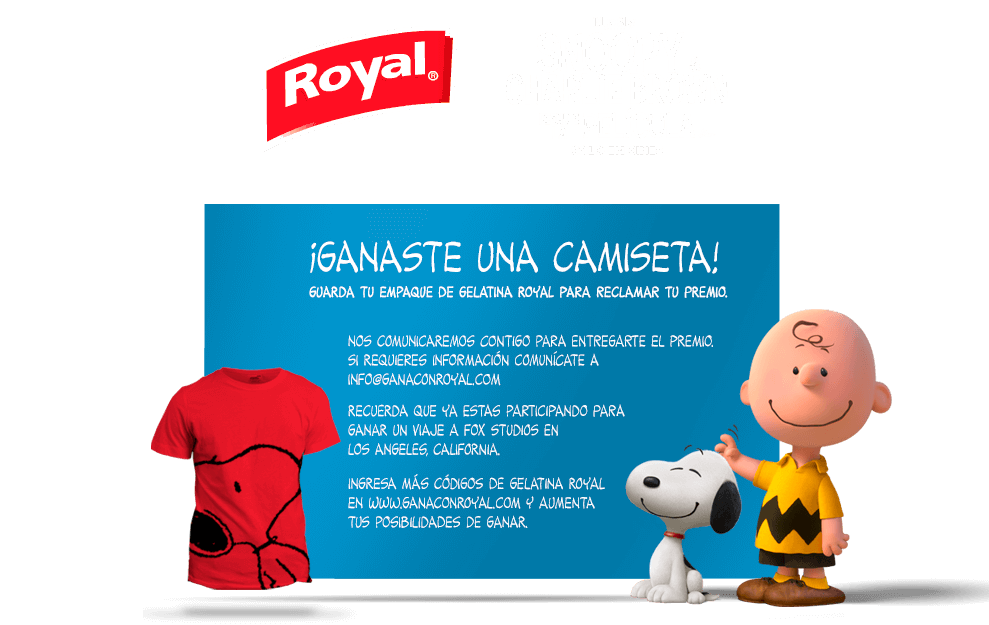 Royal®
¡GANASTE UNA CAMISETA!
GUARDA TU EMPAQUE DE GELATINA ROYAL PARA RECLAMAR TU PREMIO.
NOS COMUNICAREMOS CONTIGO PARA ENTREGARTE EL PREMIO.
SI REQUIERES INFORMACIÓN COMUNÍCATE A
INFO@GANACONROYAL.COM
RECUERDA QUE YA ESTAS PARTICIPANDO PARA
GANAR UN VIAJE A FOX STUDIOS EN
LOS ANGELES, CALIFORNIA.
INGRESA MÁS CÓDIGOS DE GELATINA ROYAL
EN WWW.GANACONROYAL.COM Y AUMENTA
TUS POSIBILIDADES DE GANAR.